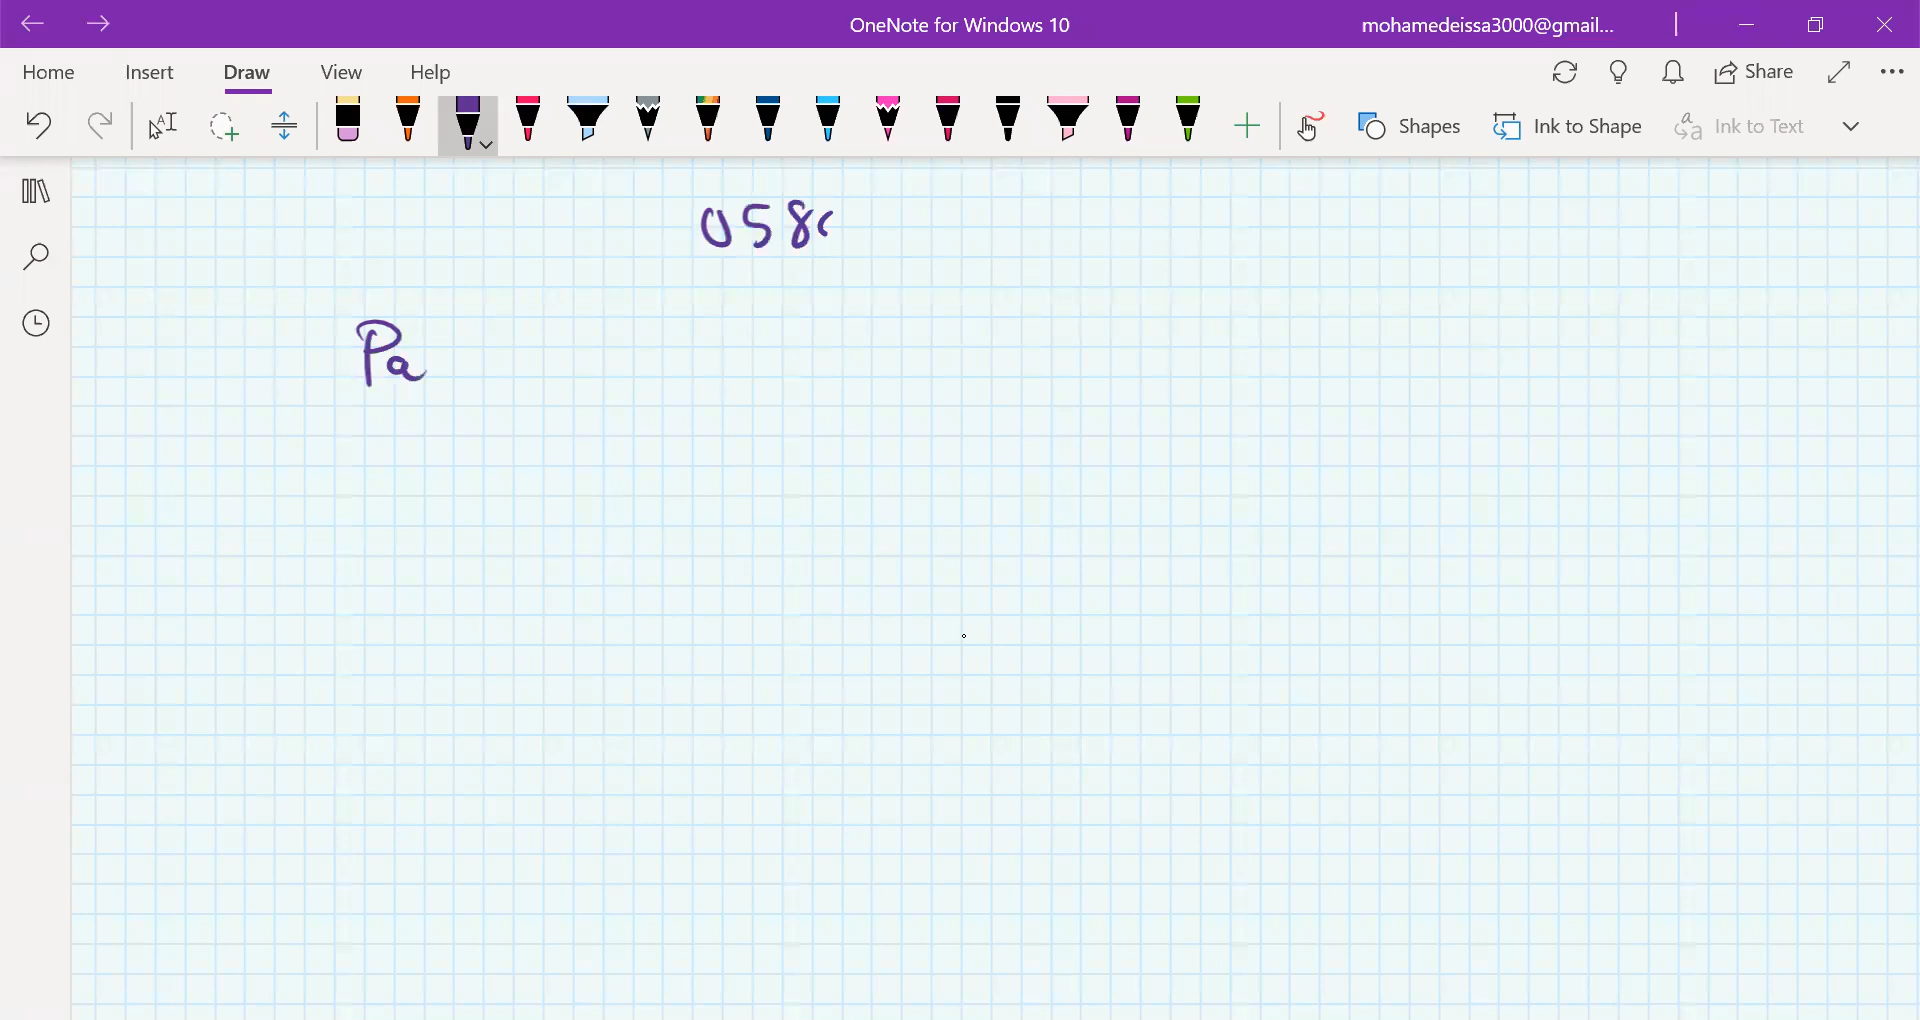 OneNote for Windows 10 mohamedeissa3000@gmail...
Home Insert Draw View Help Share
Shapes Ink to Shape Ink to Text
058
Pa